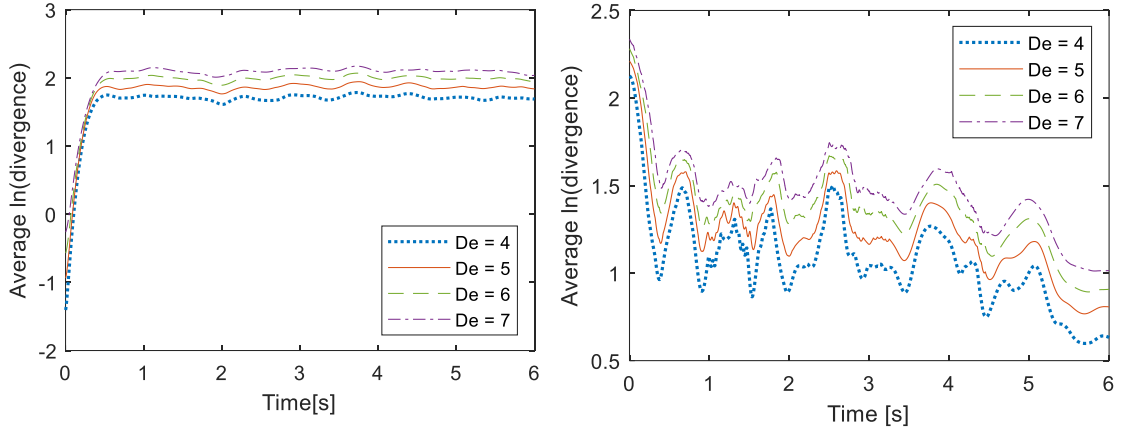 Average ln(divergence)
3
2
1
0
-1
-2
0
1
2
3
4
5
6
Time[s]
De = 4
De = 5
De = 6
De = 7
Average ln(divergence)
2.5
2
1.5
1
0.5
0
1
2
3
4
5
6
Time [s]
De = 4
De = 5
De = 6
De = 7